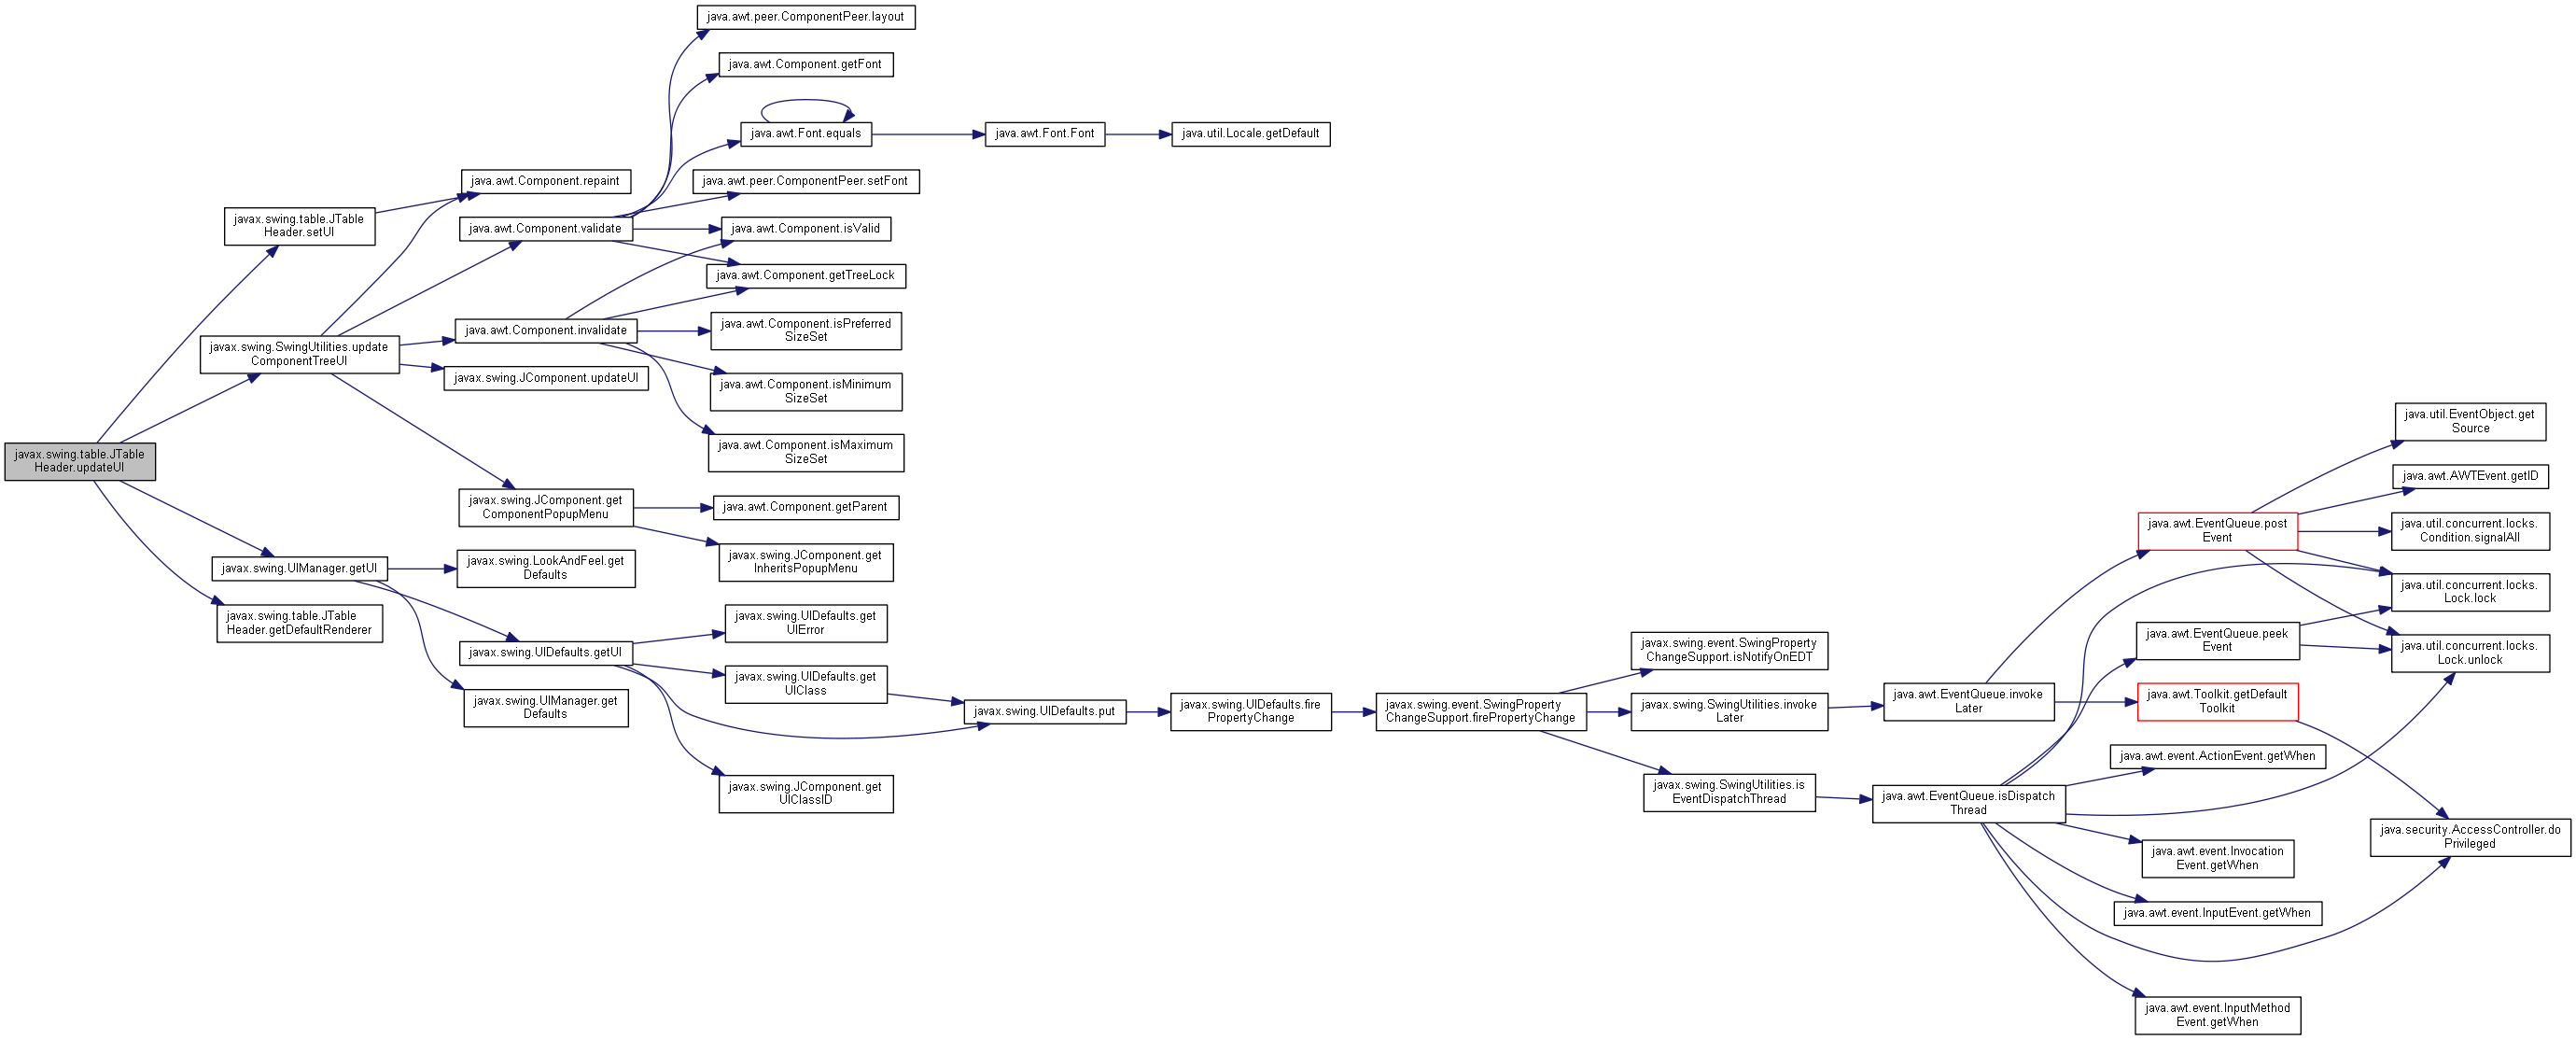 java.awt.peer.ComponentPeer.layout
java.awt.Component.getFont
java.awt.Font.equals
java.awt.Font.Font
java.util.Locale.getDefault
java.awt.Component.repaint
java.awt.peer.ComponentPeer.setFont
javax.swing.table.JTable
Header.setUI
java.awt.Component.validate
java.awt.Component.isValid
java.awt.Component.getTreeLock
javax.swing.SwingUtilities.update
ComponentTreeUI
java.awt.Component.invalidate
java.awt.Component.isPreferred
SizeSet
javax.swing.JComponent.updateUI
java.awt.Component.isMinimum
SizeSet
java.awt.Component.isMaximum
SizeSet
javax.swing.table.JTable
Header.updateUI
javax.swing.JComponent.get
ComponentPopupMenu
java.awt.Component.getParent
javax.swing.JComponent.get
InheritsPopupMenu
javax.swing.UIManager.getUI
javax.swing.LookAndFeel.get
Defaults
javax.swing.table.JTable
Header.getDefaultRenderer
javax.swing.UIDefaults.getUI
javax.swing.UIManager.get
Defaults
javax.swing.UIDefaults.get
UIError
javax.swing.UIDefaults.get
UIClass
javax.swing.JComponent.get
UIClassID
javax.swing.UIDefaults.put
javax.swing.UIDefaults.fire
PropertyChange
javax.swing.event.SwingProperty
ChangeSupport.firePropertyChange
javax.swing.event.SwingProperty
ChangeSupport.isNotifyOnEDT
javax.swing.SwingUtilities.invoke
Later
javax.swing.SwingUtilities.is
EventDispatchThread
java.awt.EventQueue.invoke
Later
java.awt.EventQueue.isDispatch
Thread
java.awt.EventQueue.post
Event
java.awt.EventQueue.peek
Event
java.awt.Toolkit.getDefault
Toolkit
java.awt.event.ActionEvent.getWhen
java.awt.event.Invocation
Event.getWhen
java.awt.event.InputEvent.getWhen
java.awt.event.InputMethod
Event.getWhen
java.util.EventObject.get
Source
java.awt.AWTEvent.getID
java.util.concurrent.locks.
Condition.signalAll
java.util.concurrent.locks.
Lock.lock
java.util.concurrent.locks.
Lock.unlock
java.security.AccessController.do
Privileged